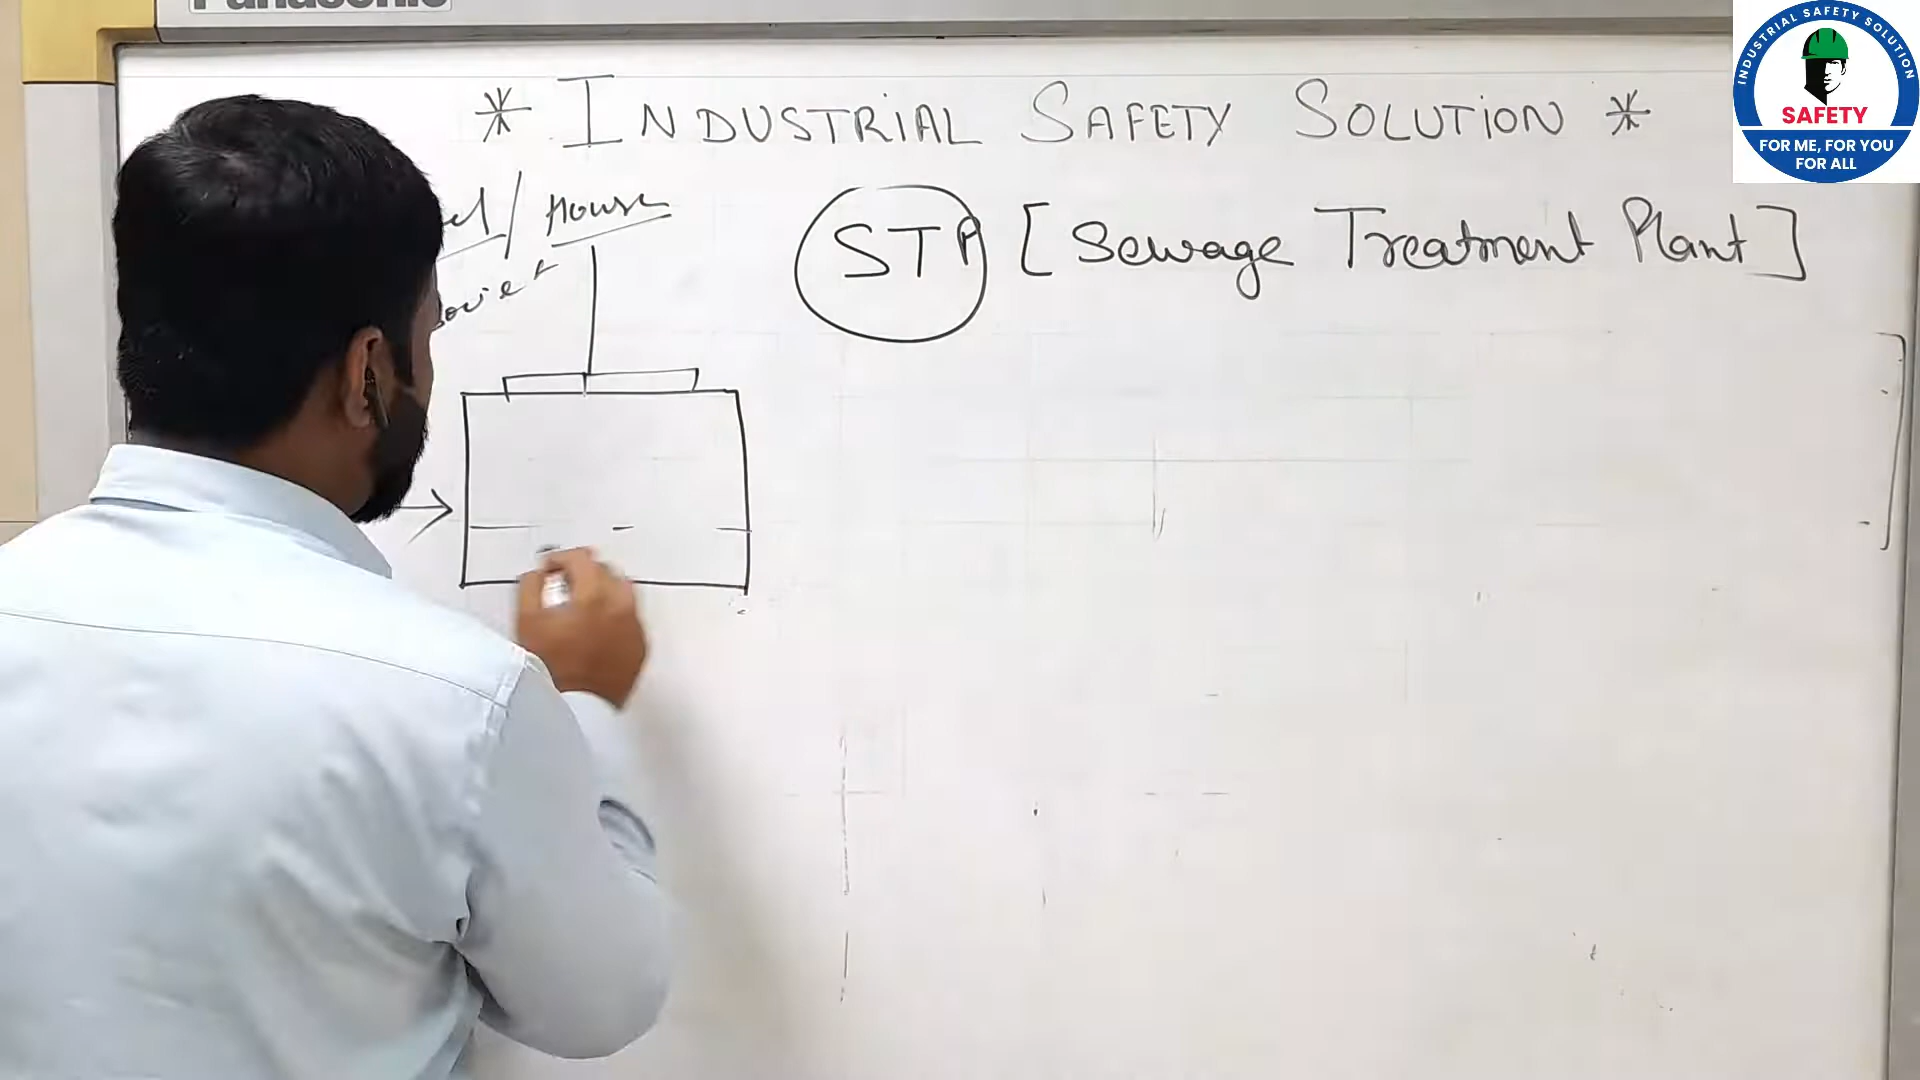 Panasonic
* INDUSTRIAL SAFETY SOLUTION *
INDUSTRIAL SAFETY SOLUTION
SAFETY
FOR ME, FOR YOU
FOR ALL
/ House
STP [Sewage Treatment Plant]